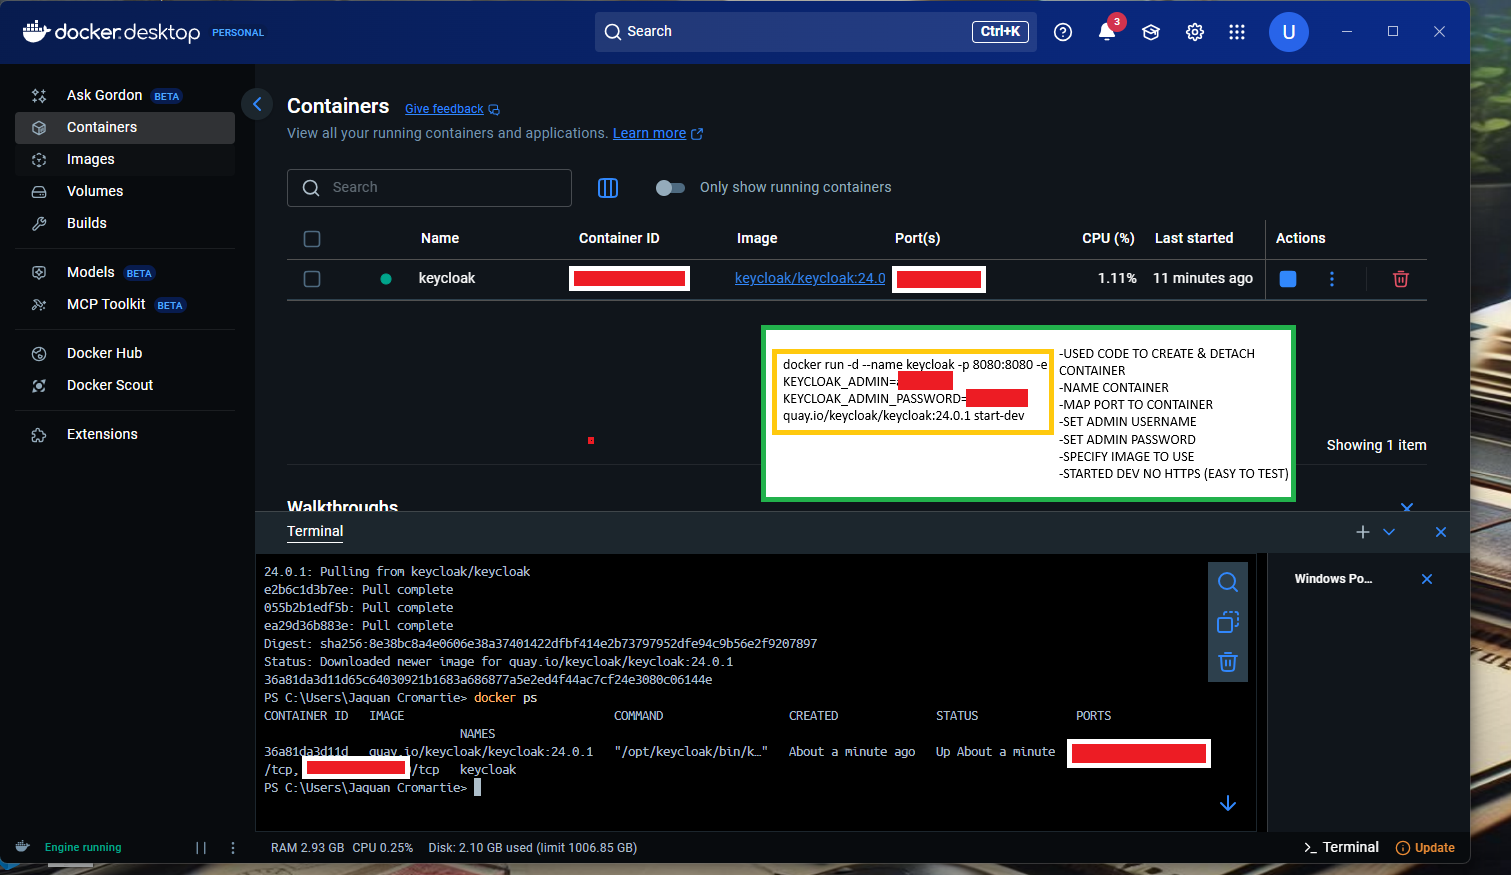 docker.desktop PERSONAL
Search Ctrl+K
3
U
Ask Gordon BETA
Containers
Images
Volumes
Builds
Models BETA
MCP Toolkit BETA
Docker Hub
Docker Scout
Extensions
Containers Give feedback
View all your running containers and applications. Learn more
Search
Only show running containers
Name Container ID Image Port(s) CPU (%) Last started Actions
keycloak keycloak/keycloak:24.0 1.11% 11 minutes ago
docker run -d --name keycloak -p 8080:8080 -e
KEYCLOAK_ADMIN=
KEYCLOAK_ADMIN_PASSWORD=
quay.io/keycloak/keycloak:24.0.1 start-dev
-USED CODE TO CREATE & DETACH
CONTAINER
-NAME CONTAINER
-MAP PORT TO CONTAINER
-SET ADMIN USERNAME
-SET ADMIN PASSWORD
-SPECIFY IMAGE TO USE
-STARTED DEV NO HTTPS (EASY TO TEST)
Showing 1 item
Walkthroughs
Terminal
Windows Po...
24.0.1: Pulling from keycloak/keycloak
e2b6c1d3b7ee: Pull complete
055b2b1edf5b: Pull complete
ea29d36b883e: Pull complete
Digest: sha256:8e38bc8a4e0606e38a37401422dfbf414e2b73797952dfe94c9b56e2f9207897
Status: Downloaded newer image for quay.io/keycloak/keycloak:24.0.1
36a81da3d11d65c64030921b1683a686877a5e2ed4f44ac7cf24e3080c06144e
PS C:\Users\Jaquan Cromartie> docker ps
CONTAINER ID IMAGE COMMAND CREATED STATUS PORTS
NAMES
36a81da3d11d quay.io/keycloak/keycloak:24.0.1 "/opt/keycloak/bin/k…" About a minute ago Up About a minute
/tcp, /tcp keycloak
PS C:\Users\Jaquan Cromartie>
Engine running
RAM 2.93 GB CPU 0.25% Disk: 2.10 GB used (limit 1006.85 GB)
Terminal
Update